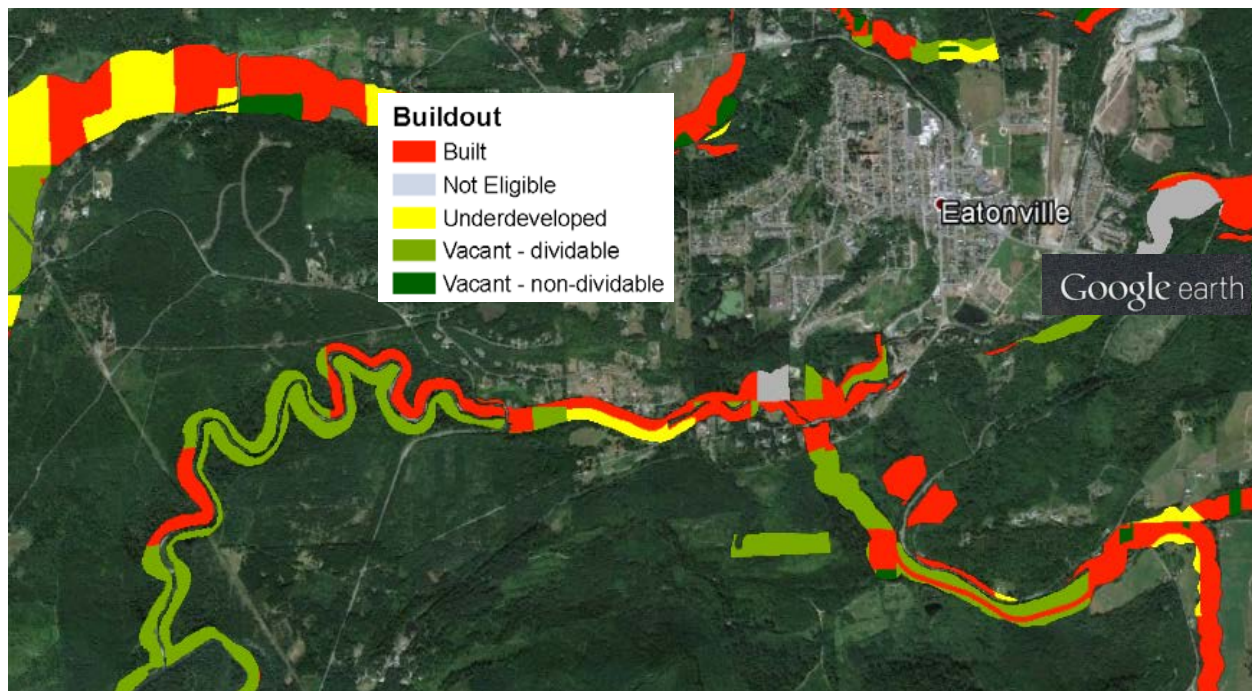 Buildout
Built
Not Eligible
Underdeveloped
Vacant - dividable
Vacant - non-dividable
Eatonville
Google earth